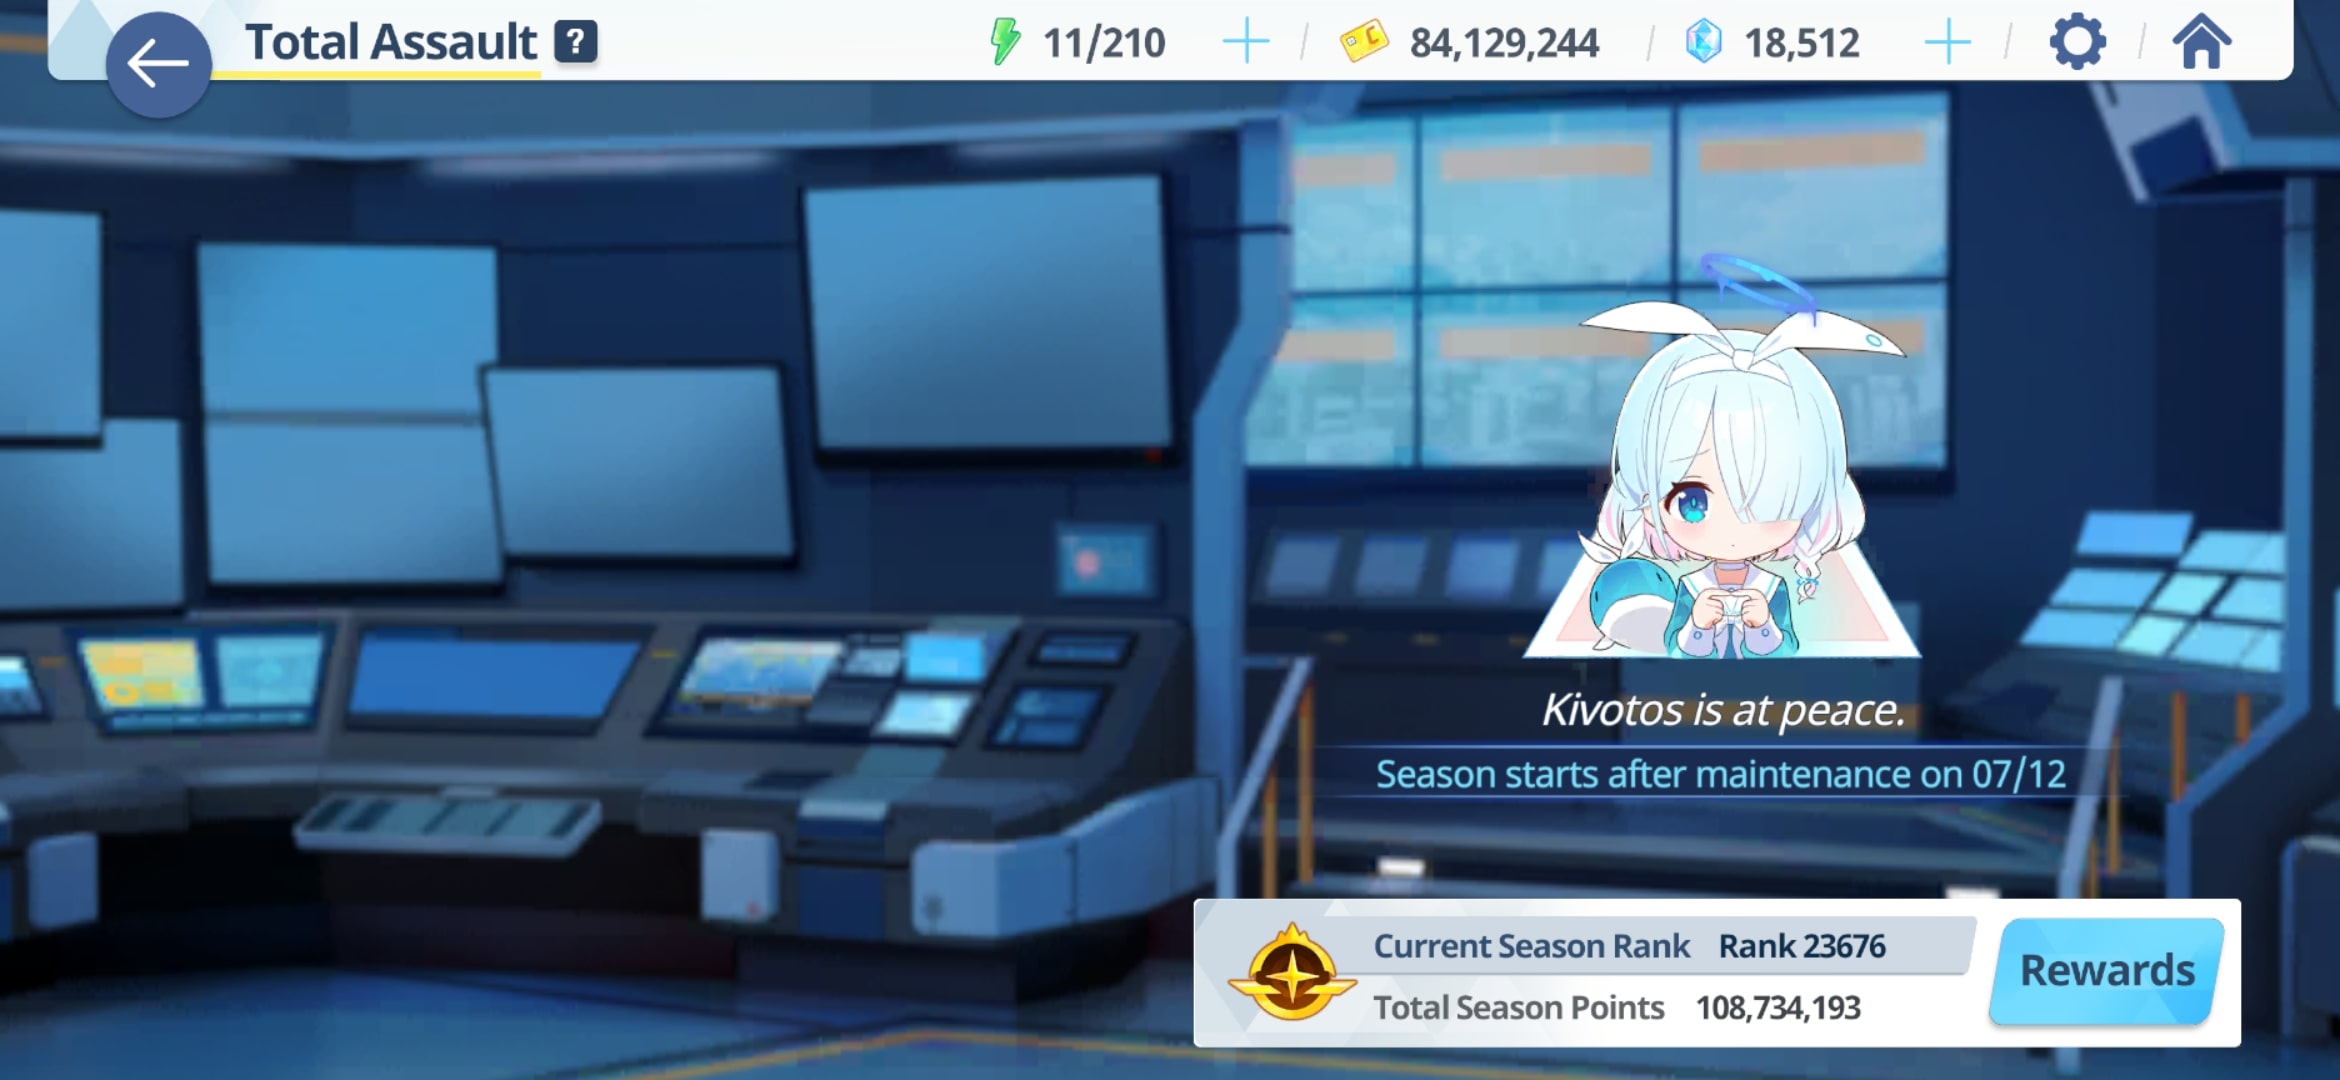 Total Assault ?
11/210
84,129,244
18,512
Kivotos is at peace.
Season starts after maintenance on 07/12
Current Season Rank Rank 23676
Total Season Points 108,734,193
Rewards